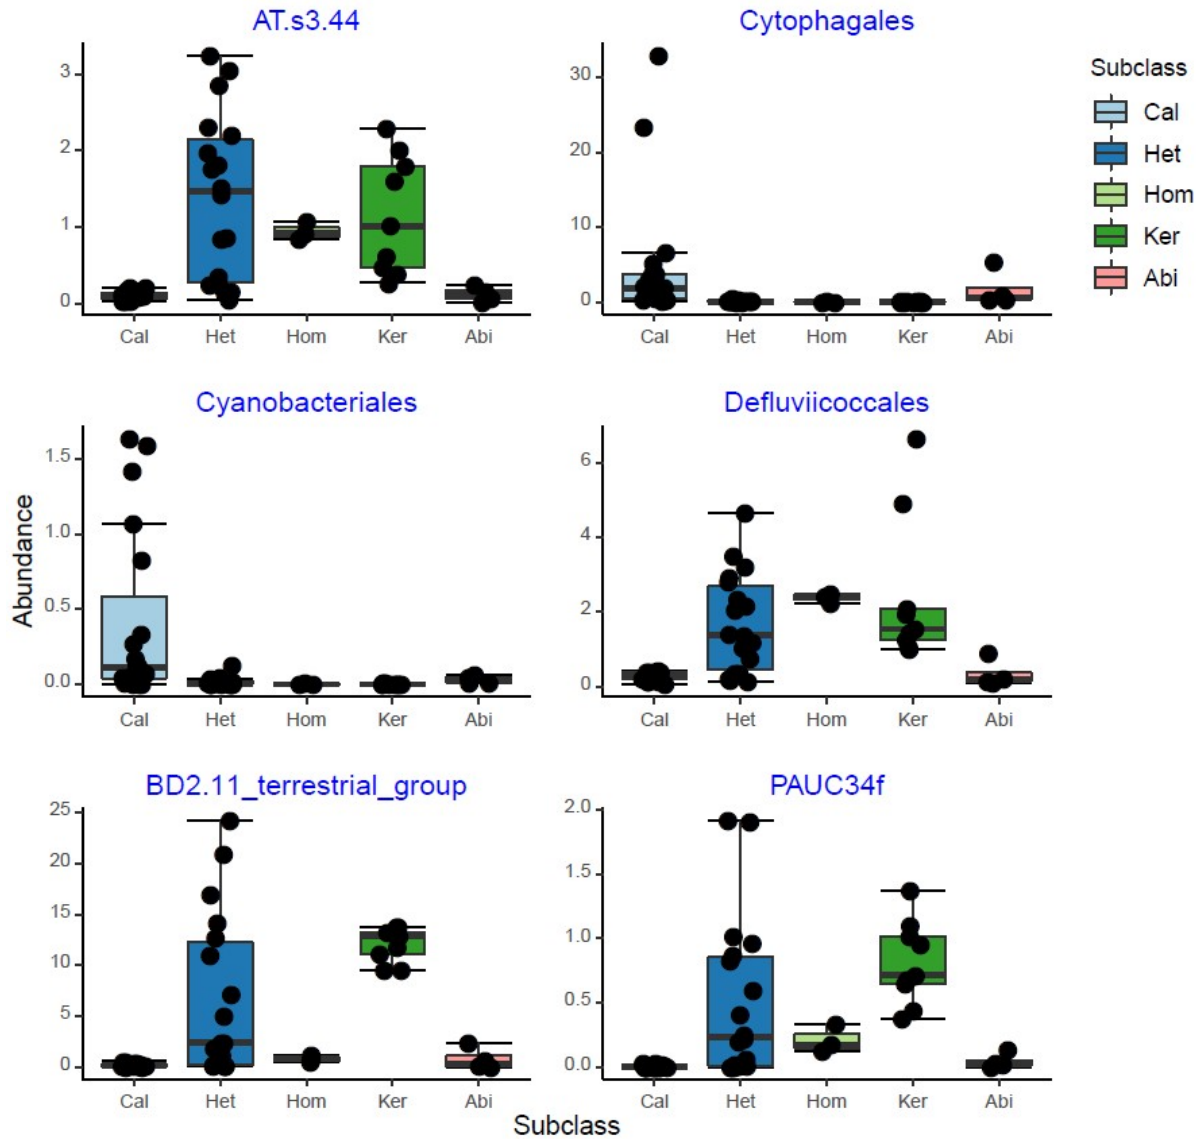 AT.s3.44
Cytophagales
3
2
1
0
Cal Het Hom Ker Abi
30
20
10
0
Cal Het Hom Ker Abi
Subclass
Cal
Het
Hom
Ker
Abi
Cyanobacteriales
Defluviicoccales
Abundance
1.5
1.0
0.5
0.0
Cal Het Hom Ker Abi
6
4
2
0
Cal Het Hom Ker Abi
BD2.11_terrestrial_group
PAUC34f
25
20
15
10
5
0
Cal Het Hom Ker Abi
2.0
1.5
1.0
0.5
0.0
Cal Het Hom Ker Abi
Subclass